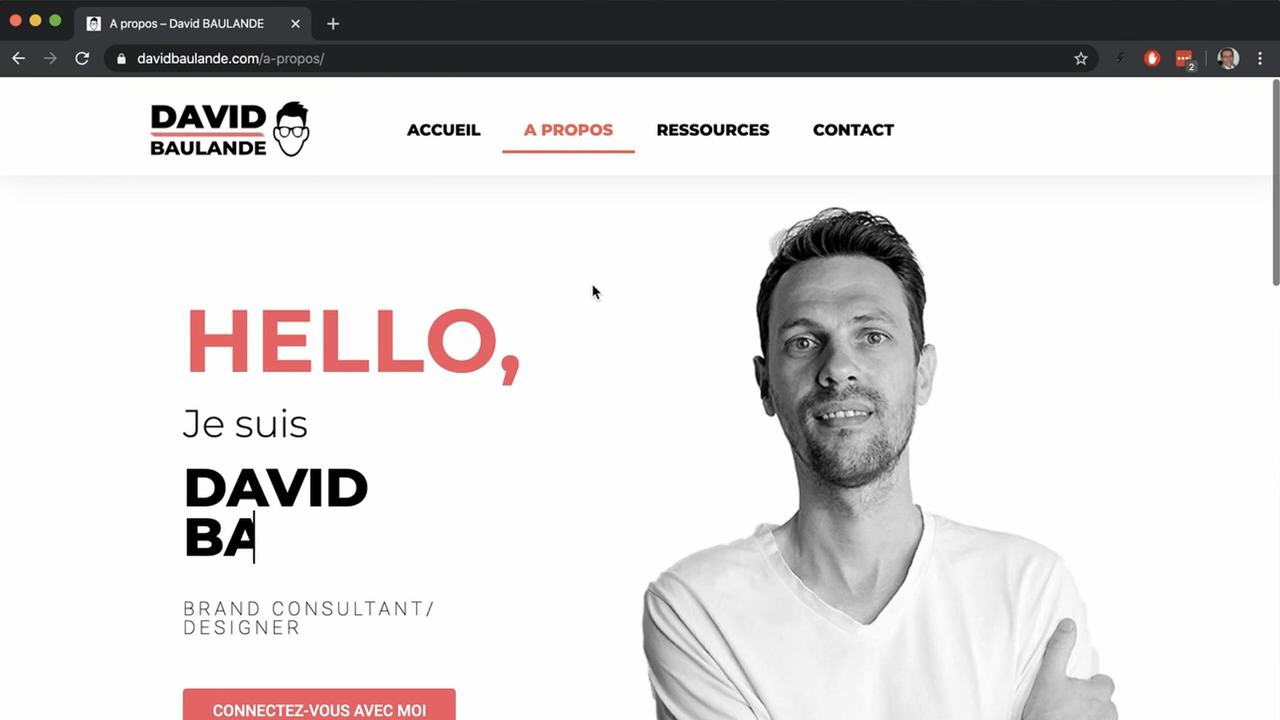 A propos – David BAULANDE
davidbaulande.com/a-propos/
2
DAVID
BAULANDE
ACCUEIL
A PROPOS
RESSOURCES
CONTACT
HELLO,
Je suis
DAVID
BA
BRAND CONSULTANT/
DESIGNER
CONNECTEZ-VOUS AVEC MOI